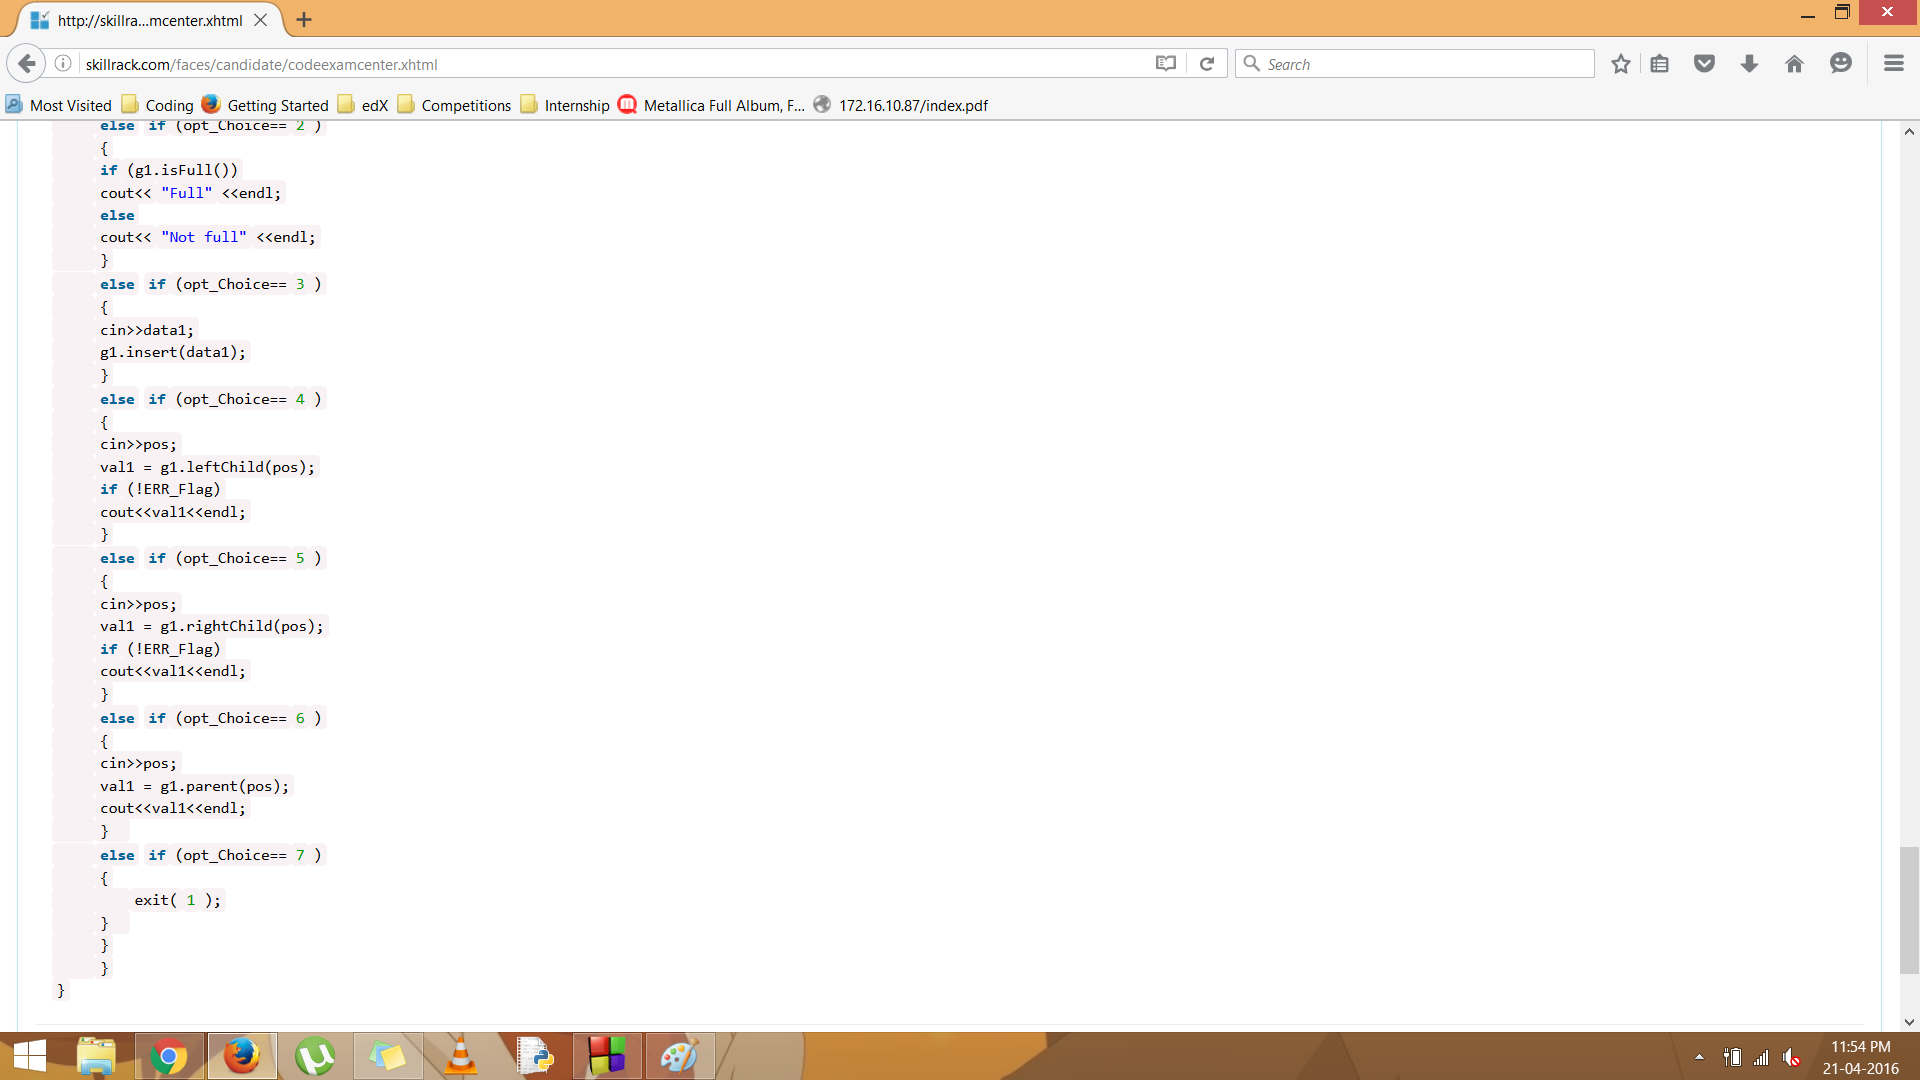 http://skillra...mcenter.xhtml
skillrack.com/faces/candidate/codeexamcenter.xhtml
Search
Most Visited Coding Getting Started edX Competitions Internship Metallica Full Album, F... 172.16.10.87/index.pdf
else if (opt_Choice== 2 )
{
if (g1.isFull())
cout<< "Full" <<endl;
else
cout<< "Not full" <<endl;
}
else if (opt_Choice== 3 )
{
cin>>data1;
g1.insert(data1);
}
else if (opt_Choice== 4 )
{
cin>>pos;
val1 = g1.leftChild(pos);
if (!ERR_Flag)
cout<<val1<<endl;
}
else if (opt_Choice== 5 )
{
cin>>pos;
val1 = g1.rightChild(pos);
if (!ERR_Flag)
cout<<val1<<endl;
}
else if (opt_Choice== 6 )
{
cin>>pos;
val1 = g1.parent(pos);
cout<<val1<<endl;
}
else if (opt_Choice== 7 )
{
exit( 1 );
}
}
}
}
11:54 PM
21-04-2016